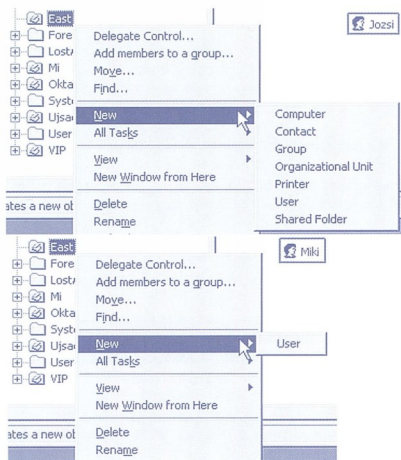 East
Fore
Lost
Mi
Okta
Syst
Ujsa
User
VIP
Delegate Control...
Add members to a group...
Move...
Find...
New
All Tasks
View
New Window from Here
Delete
Rename
Jozsi
Computer
Contact
Group
Organizational Unit
Printer
User
Shared Folder
ates a new ob
East
Fore
Lost
Mi
Okta
Syst
Ujsa
User
VIP
Delegate Control...
Add members to a group...
Move...
Find...
New
All Tasks
View
New Window from Here
Delete
Rename
Miki
User
ates a new ob